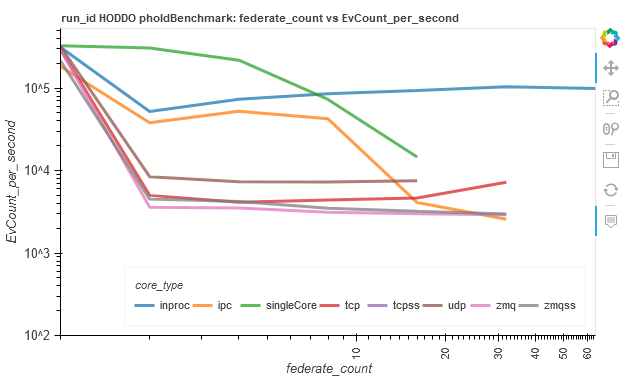 run_id HODDO pholdBenchmark: federate_count vs EvCount_per_second
EvCount_per_second
10^5
10^4
10^3
10^2
core_type
inproc ipc singleCore tcp tcpss udp zmq zmqss
10 20 30 40 50 60
federate_count